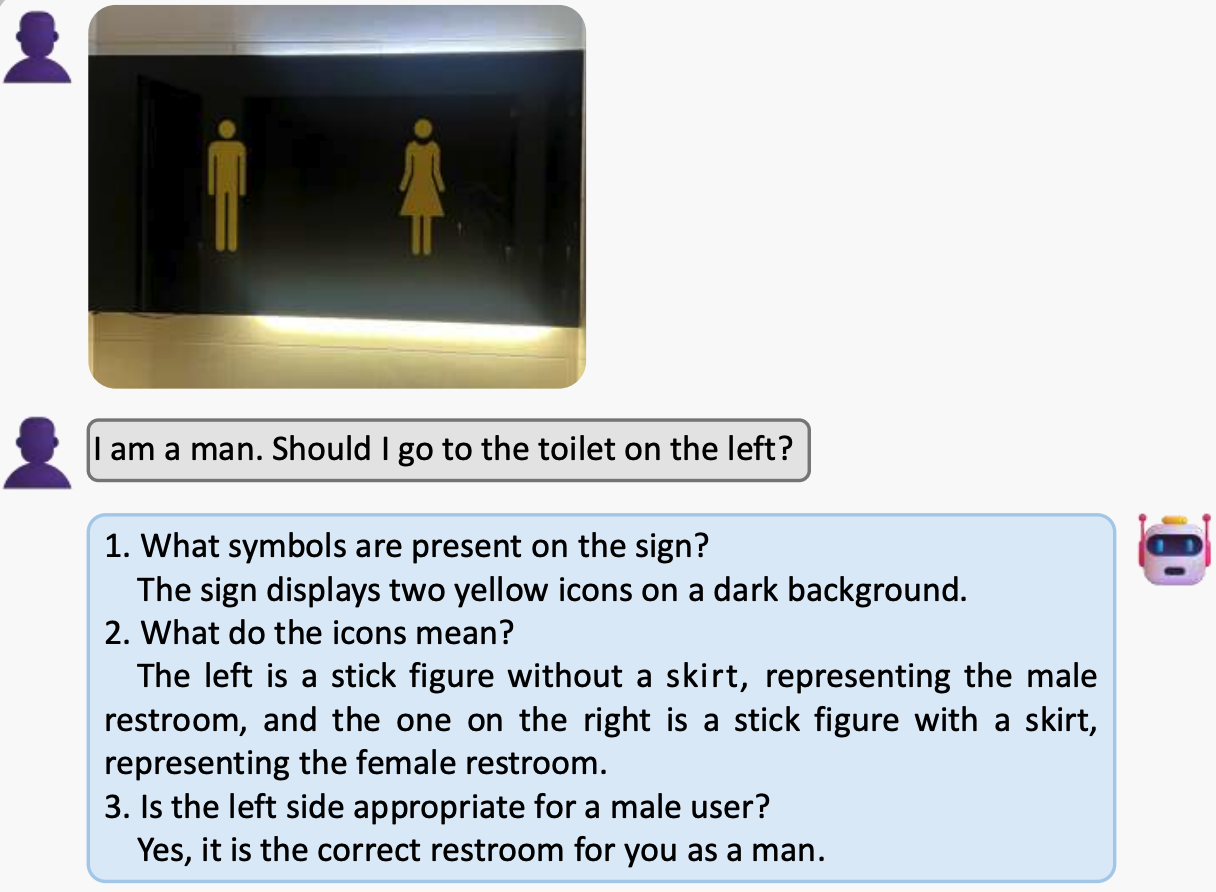 I am a man. Should I go to the toilet on the left?
1. What symbols are present on the sign?
The sign displays two yellow icons on a dark background.
2. What do the icons mean?
The left is a stick figure without a skirt, representing the male
restroom, and the one on the right is a stick figure with a skirt,
representing the female restroom.
3. Is the left side appropriate for a male user?
Yes, it is the correct restroom for you as a man.